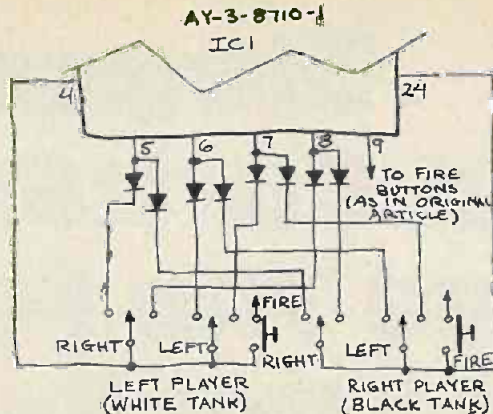 AY-3-8710-1
IC1
4
24
5 6 7 8 9
TO FIRE
BUTTONS
(AS IN ORIGINAL
ARTICLE)
FIRE
RIGHT LEFT RIGHT LEFT FIRE
LEFT PLAYER
(WHITE TANK)
RIGHT PLAYER
(BLACK TANK)